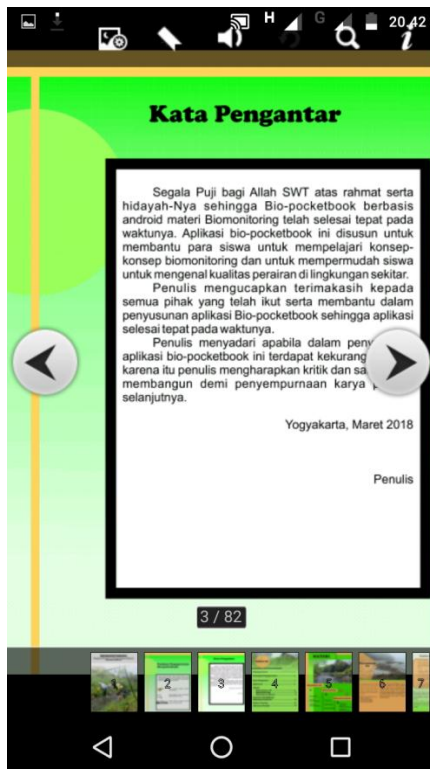 H G 20.42
Kata Pengantar
Segala Puji bagi Allah SWT atas rahmat serta
hidayah-Nya sehingga Bio-pocketbook berbasis
android materi Biomonitoring telah selesai tepat pada
waktunya. Aplikasi bio-pocketbook ini disusun untuk
membantu para siswa untuk mempelajari konsep-
konsep biomonitoring dan untuk mempermudah siswa
untuk mengenal kualitas perairan di lingkungan sekitar.
Penulis mengucapkan terimakasih kepada
semua pihak yang telah ikut serta membantu dalam
penyusunan aplikasi Bio-pocketbook sehingga aplikasi
selesai tepat pada waktunya.
Penulis menyadari apabila dalam
aplikasi bio-pocketbook ini terdapat
karena itu penulis mengharapkan kritik dan
membangun demi penyempurnaan karya
selanjutnya.
Yogyakarta, Maret 2018
Penulis
3 / 82
1 2 3 4 5 6 7